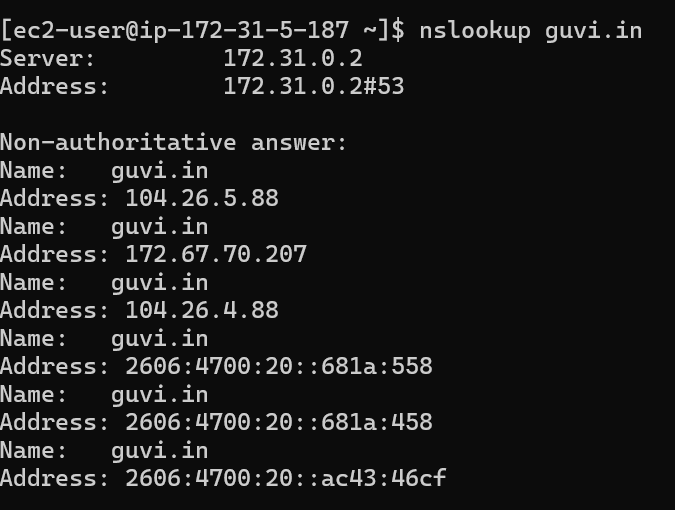 [ec2-user@ip-172-31-5-187 ~]$ nslookup guvi.in
Server:         172.31.0.2
Address:        172.31.0.2#53

Non-authoritative answer:
Name:   guvi.in
Address: 104.26.5.88
Name:   guvi.in
Address: 172.67.70.207
Name:   guvi.in
Address: 104.26.4.88
Name:   guvi.in
Address: 2606:4700:20::681a:558
Name:   guvi.in
Address: 2606:4700:20::681a:458
Name:   guvi.in
Address: 2606:4700:20::ac43:46cf